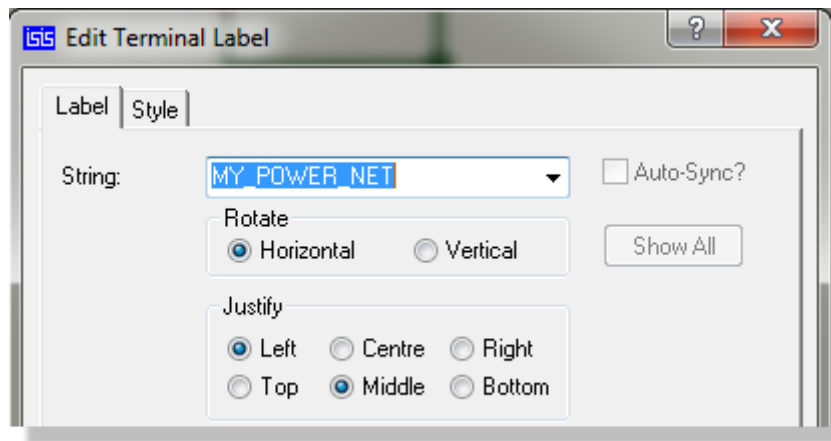 isis Edit Terminal Label ? X
Label Style
String: MY_POWER_NET Auto-Sync?
Rotate
Horizontal Vertical Show All
Justify
Left Centre Right
Top Middle Bottom